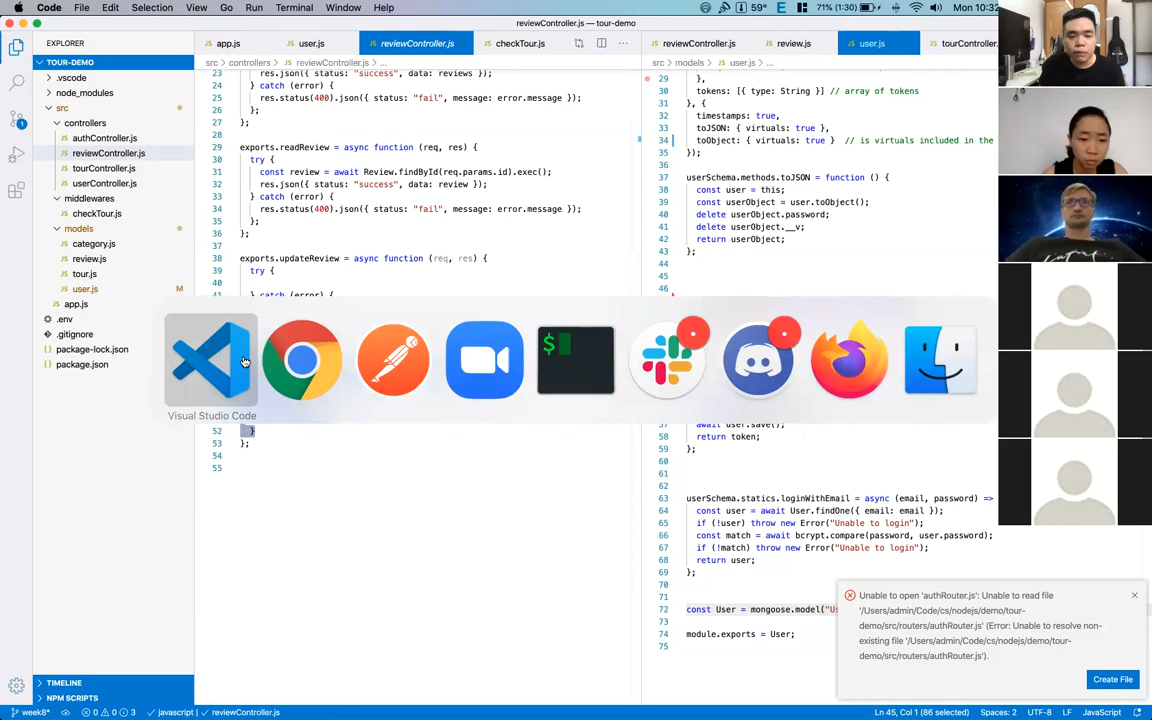 Code File Edit Selection View Go Run Terminal Window Help
59° 71% (1:30) Mon 10:32
reviewController.js — tour-demo
EXPLORER
TOUR-DEMO
.vscode
node_modules
src
controllers
authController.js
reviewController.js
tourController.js
userController.js
middlewares
checkTour.js
models
category.js
review.js
tour.js
user.js M
app.js
.env
.gitignore
package-lock.json
package.json
TIMELINE
NPM SCRIPTS
app.js user.js reviewController.js checkTour.js
src > controllers > reviewController.js > ...
23 res.json({ status: "success", data: reviews });
24 } catch (error) {
25 res.status(400).json({ status: "fail", message: error.message });
26 };
27 };
28
29 exports.readReview = async function (req, res) {
30 try {
31 const review = await Review.findById(req.params.id).exec();
32 res.json({ status: "success", data: review });
33 } catch (error) {
34 res.status(400).json({ status: "fail", message: error.message });
35 };
36 };
37
38 exports.updateReview = async function (req, res) {
39 try {
40
41 } catch (error) {
52 }
53 };
54
55
reviewController.js review.js user.js tourController.js
src > models > user.js > ...
29 },
30 tokens: [{ type: String }] // array of tokens
31 }, {
32 timestamps: true,
33 toJSON: { virtuals: true },
34 toObject: { virtuals: true } // is virtuals included in the
35 });
36
37 userSchema.methods.toJSON = function () {
38 const user = this;
39 const userObject = user.toObject();
40 delete userObject.password;
41 delete userObject.__v;
42 return userObject;
43 };
44
45
46
57 await user.save();
58 return token;
59 };
60
61
62
63 userSchema.statics.loginWithEmail = async (email, password) =>
64 const user = await User.findOne({ email: email });
65 if (!user) throw new Error("Unable to login");
66 const match = await bcrypt.compare(password, user.password);
67 if (!match) throw new Error("Unable to login");
68 return user;
69 };
70
71
72 const User = mongoose.model("Us
73
74 module.exports = User;
75
$
Visual Studio Code
Unable to open 'authRouter.js': Unable to read file
'/Users/admin/Code/cs/nodejs/demo/tour-
demo/src/routers/authRouter.js' (Error: Unable to resolve non-
existing file '/Users/admin/Code/cs/nodejs/demo/tour-
demo/src/routers/authRouter.js').
Create File
week8* 0 0 3 javascript reviewController.js Ln 45, Col 1 (86 selected) Spaces: 2 UTF-8 LF JavaScript